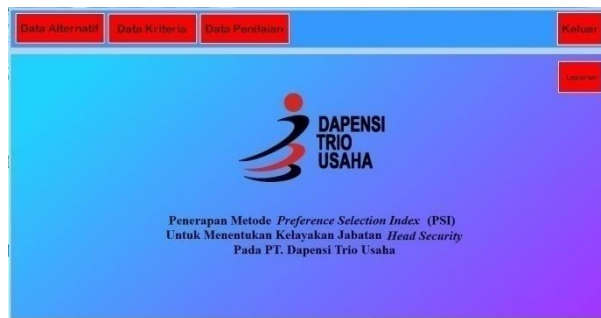 Data Alternatif Data Kriteria Data Penilaian Keluar
Laporan
DAPENSI
TRIO
USAHA
Penerapan Metode Preference Selection Index (PSI)
Untuk Menentukan Kelayakan Jabatan Head Security
Pada PT. Dapensi Trio Usaha